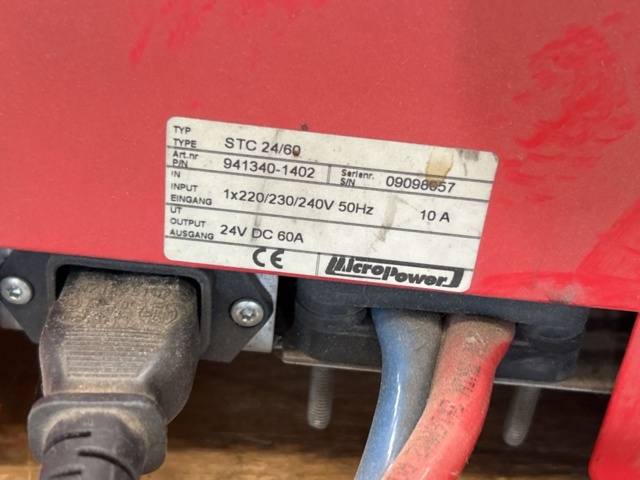 TYP
TYPE STC 24/60
Art.nr
P/N 941340-1402 Serienr. S/N 09098057
IN
INPUT 1x220/230/240V 50Hz 10 A
EINGANG
UT
OUTPUT 24V DC 60A
AUSGANG
CE MicroPower